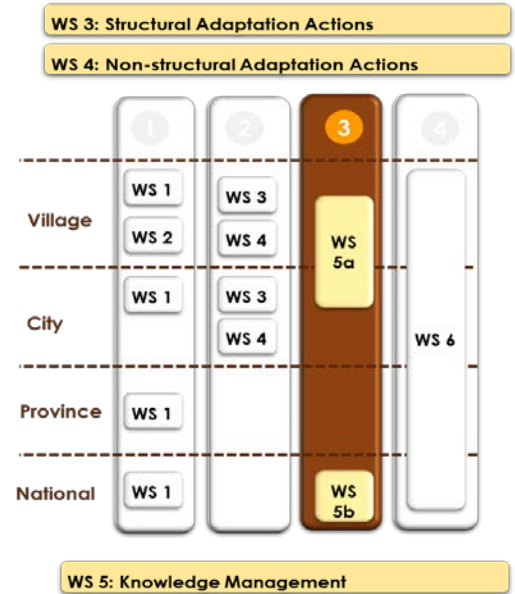 WS 3: Structural Adaptation Actions
WS 4: Non-structural Adaptation Actions
1
2
3
4
Village
WS 1
WS 2
WS 3
WS 4
WS
5a
City
WS 1
WS 3
WS 4
WS 6
Province
WS 1
National
WS 1
WS
5b
WS 5: Knowledge Management